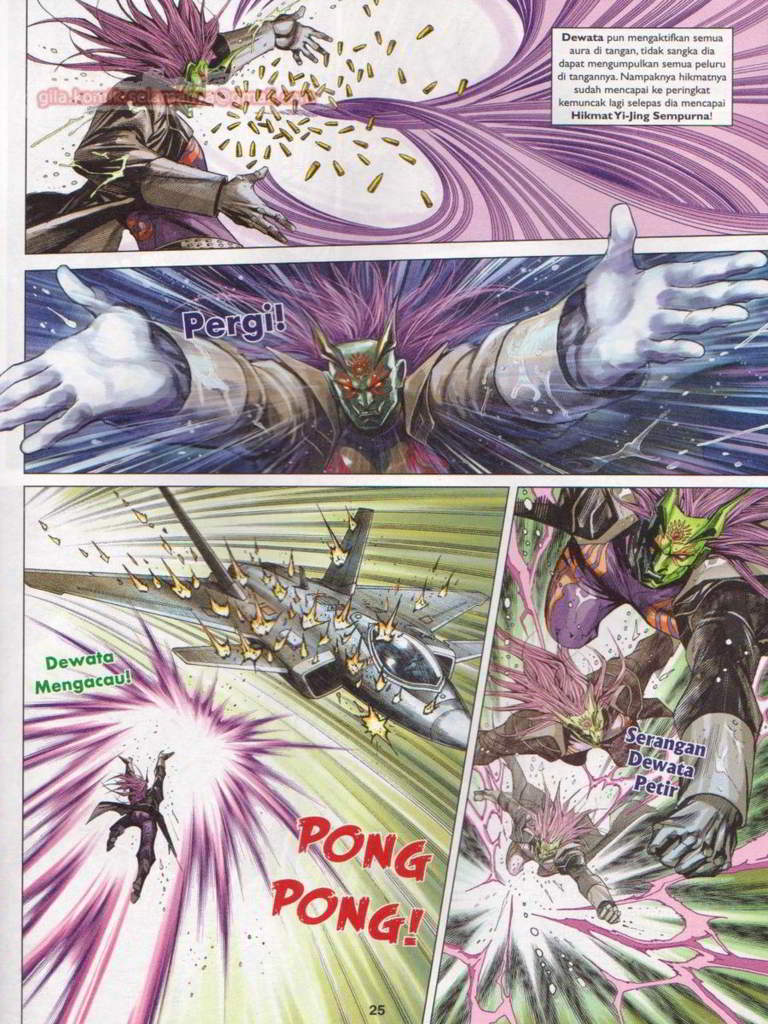 Dewata pun mengaktifkan semua
aura di tangan, tidak sangka dia
dapat mengumpulkan semua peluru
di tangannya. Nampaknya hikmatnya
sudah mencapai ke peringkat
kemuncak lagi selepas dia mencapai
Hikmat Yi-Jing Sempurna!
Pergi!
Dewata
Mengacau!
PONG
PONG!
Serangan
Dewata
Petir
25